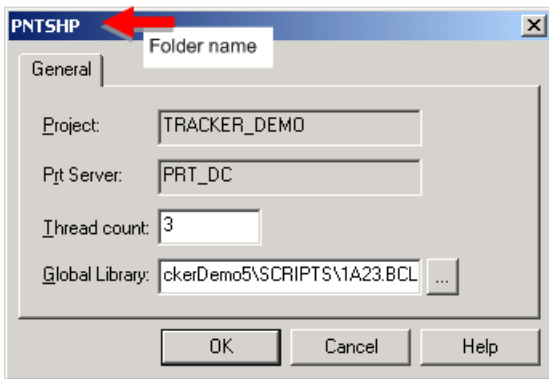 PNTSHP
Folder name
General
Project: TRACKER_DEMO
Prt Server: PRT_DC
Thread count: 3
Global Library: ckerDemo5\SCRIPTS\1A23.BCL ...
OK Cancel Help